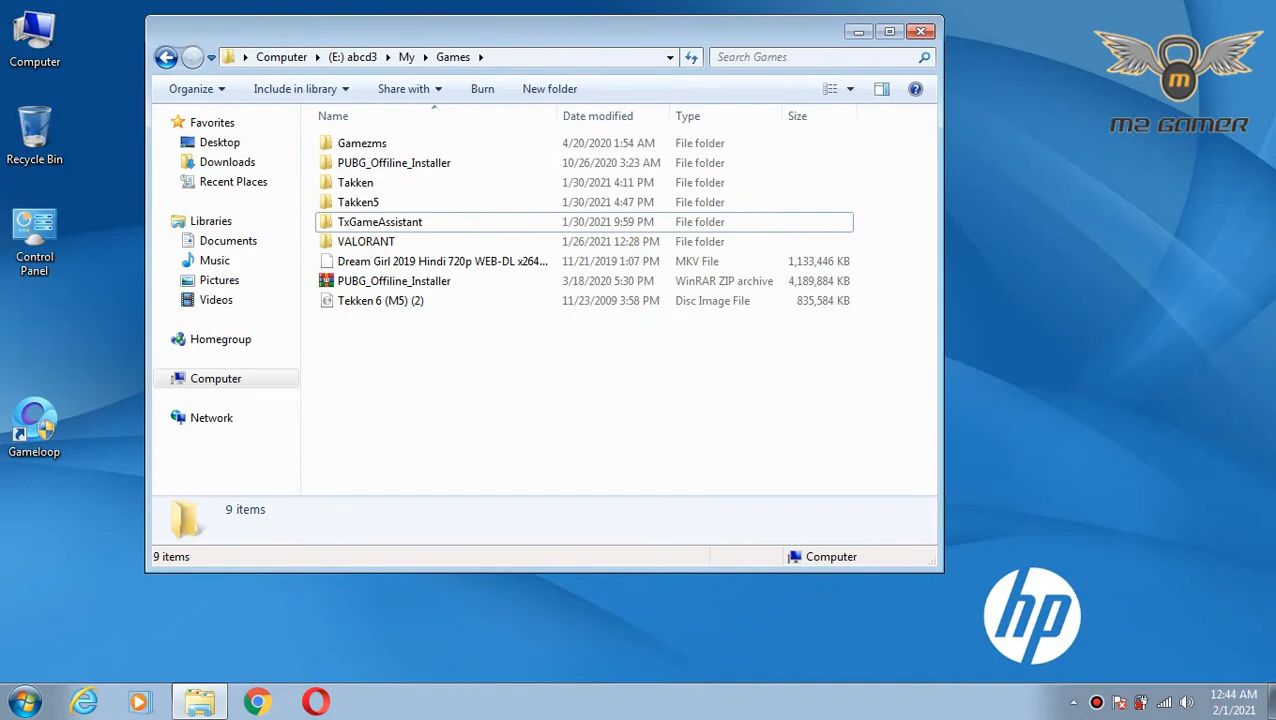 Computer
Recycle Bin
Control
Panel
Gameloop
Computer (E:) abcd3 My Games
Search Games
Organize Include in library Share with Burn New folder
Favorites
Desktop
Downloads
Recent Places
Libraries
Documents
Music
Pictures
Videos
Homegroup
Computer
Network
Name Date modified Type Size
Gamezms 4/20/2020 1:54 AM File folder
PUBG_Offiline_Installer 10/26/2020 3:23 AM File folder
Takken 1/30/2021 4:11 PM File folder
Takken5 1/30/2021 4:47 PM File folder
TxGameAssistant 1/30/2021 9:59 PM File folder
VALORANT 1/26/2021 12:28 PM File folder
Dream Girl 2019 Hindi 720p WEB-DL x264... 11/21/2019 1:07 PM MKV File 1,133,446 KB
PUBG_Offiline_Installer 3/18/2020 5:30 PM WinRAR ZIP archive 4,189,884 KB
Tekken 6 (M5) (2) 11/23/2009 3:58 PM Disc Image File 835,584 KB
9 items
9 items
Computer
M
M2 GAMER
hp
12:44 AM
2/1/2021